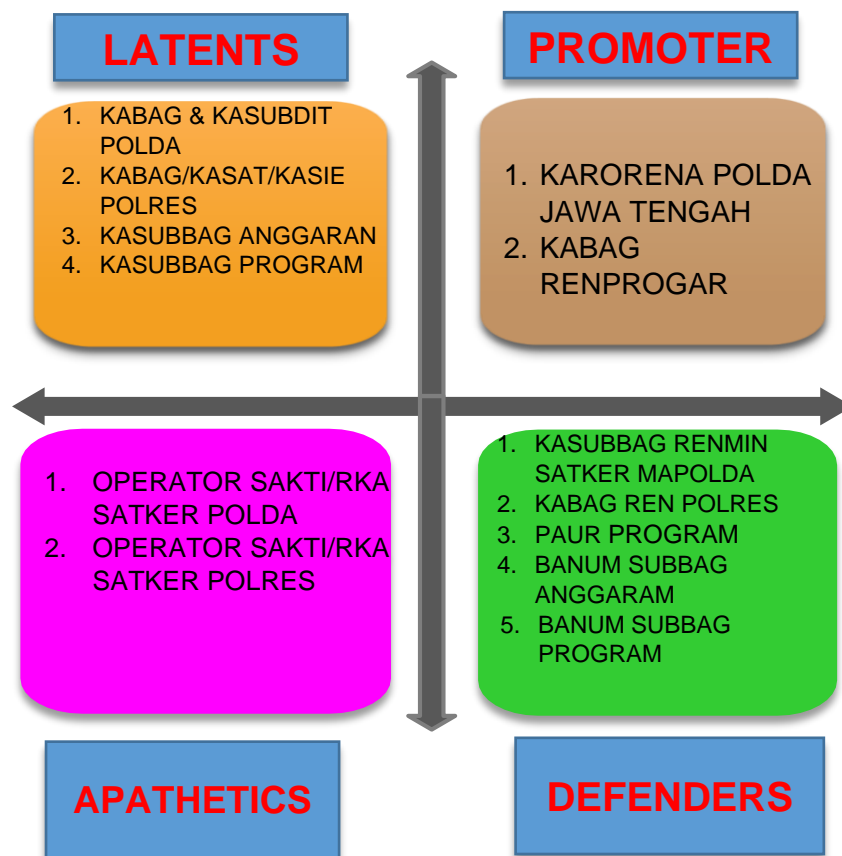 LATENTS
1. KABAG & KASUBDIT
POLDA
2. KABAG/KASAT/KASIE
POLRES
3. KASUBBAG ANGGARAN
4. KASUBBAG PROGRAM
PROMOTER
1. KARORENA POLDA
JAWA TENGAH
2. KABAG
RENPROGAR
1. OPERATOR SAKTI/RKA
SATKER POLDA
2. OPERATOR SAKTI/RKA
SATKER POLRES
APATHETICS
1. KASUBBAG RENMIN
SATKER MAPOLDA
2. KABAG REN POLRES
3. PAUR PROGRAM
4. BANUM SUBBAG
ANGGARAM
5. BANUM SUBBAG
PROGRAM
DEFENDERS